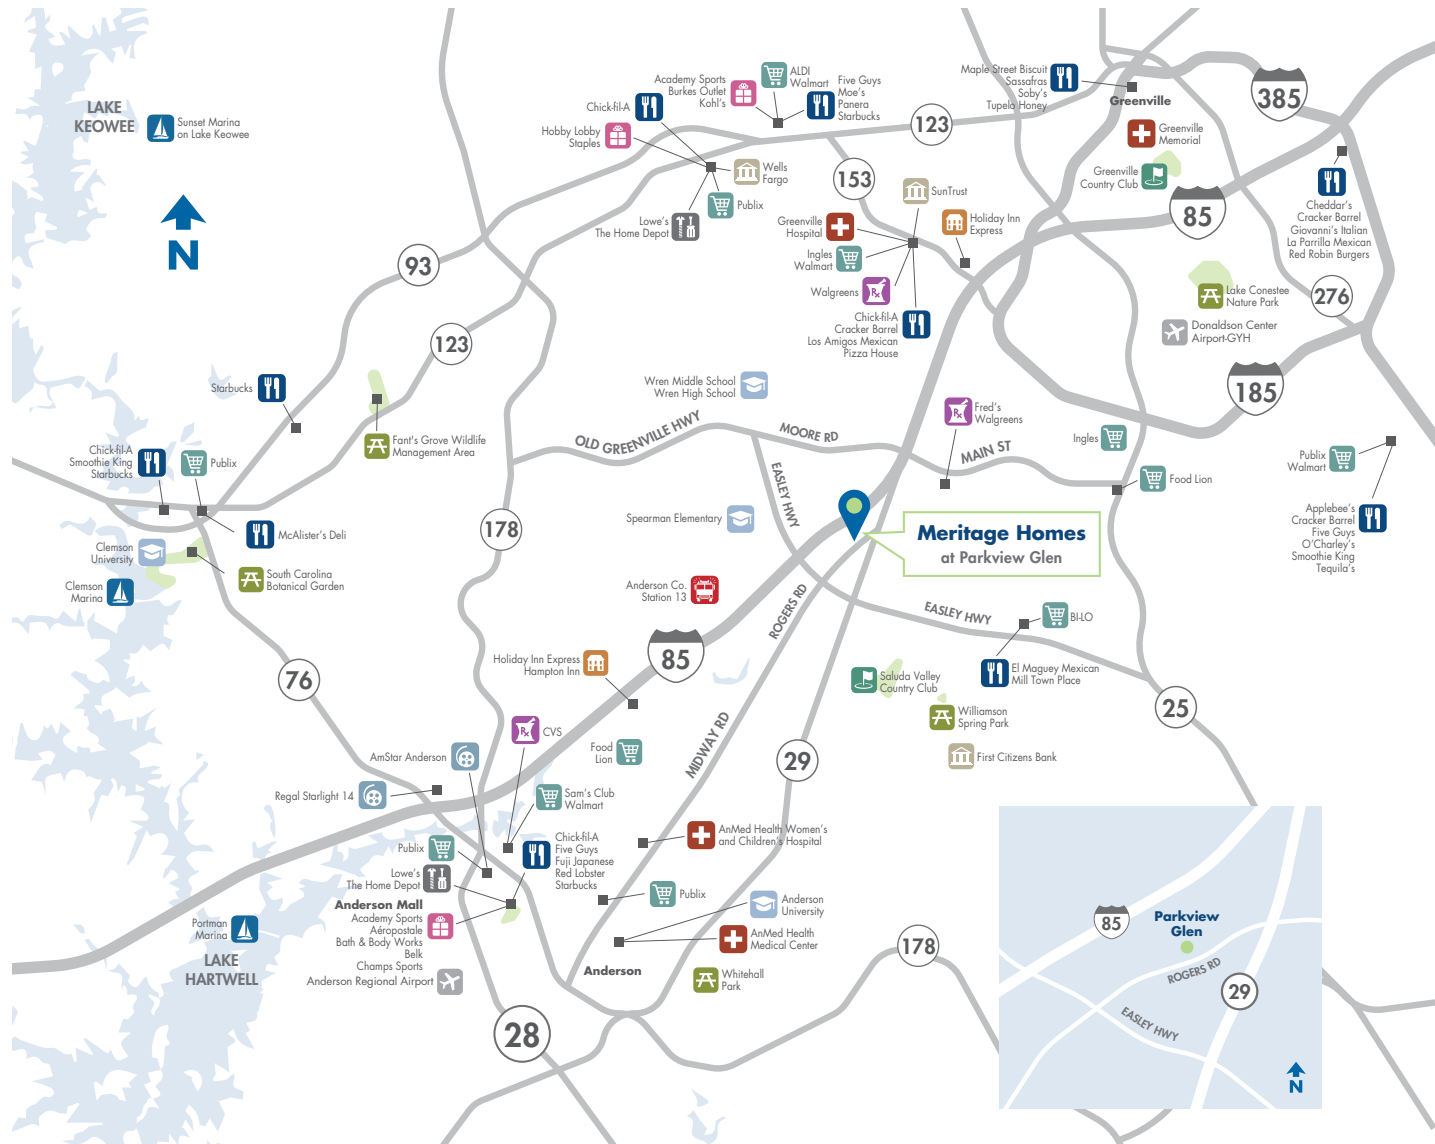 LAKE
KEOWEE
Sunset Marina
on Lake Keowee
N
Academy Sports
Burkes Outlet
Kohl's
ALDI
Walmart
Five Guys
Moe's
Panera
Starbucks
Chick-fil-A
Hobby Lobby
Staples
Wells
Fargo
Publix
Lowe's
The Home Depot
123
153
Maple Street Biscuit
Sassafras
Soby's
Tupelo Honey
Greenville
385
Greenville
Memorial
Greenville
Country Club
85
SunTrust
Greenville
Hospital
Holiday Inn
Express
Ingles
Walmart
Walgreens
Chick-fil-A
Cracker Barrel
Los Amigos Mexican
Pizza House
Cheddar's
Cracker Barrel
Giovanni's Italian
La Parrilla Mexican
Red Robin Burgers
Lake Conestee
Nature Park
276
Donaldson Center
Airport-GYH
185
93
123
Starbucks
Fant's Grove Wildlife
Management Area
Wren Middle School
Wren High School
OLD GREENVILLE HWY
MOORE RD
MAIN ST
Fred's
Walgreens
Ingles
Food Lion
Publix
Walmart
Applebee's
Cracker Barrel
Five Guys
O'Charley's
Smoothie King
Tequila's
Chick-fil-A
Smoothie King
Starbucks
Publix
McAlister's Deli
Clemson
University
Clemson
Marina
South Carolina
Botanical Garden
178
EASLEY HWY
Spearman Elementary
Meritage Homes
at Parkview Glen
Anderson Co.
Station 13
ROGERS RD
EASLEY HWY
BI-LO
El Maguey Mexican
Mill Town Place
85
Holiday Inn Express
Hampton Inn
76
Saluda Valley
Country Club
Williamson
Spring Park
First Citizens Bank
25
CVS
AmStar Anderson
Regal Starlight 14
Food
Lion
MIDWAY RD
29
Sam's Club
Walmart
AnMed Health Women's
and Children's Hospital
Publix
Lowe's
The Home Depot
Chick-fil-A
Five Guys
Fuji Japanese
Red Lobster
Starbucks
Anderson Mall
Academy Sports
Aéropostale
Bath & Body Works
Belk
Champs Sports
Anderson Regional Airport
Publix
Anderson
University
AnMed Health
Medical Center
Anderson
Whitehall
Park
Portman
Marina
LAKE
HARTWELL
28
178
85
Parkview
Glen
ROGERS RD
29
EASLEY HWY
N